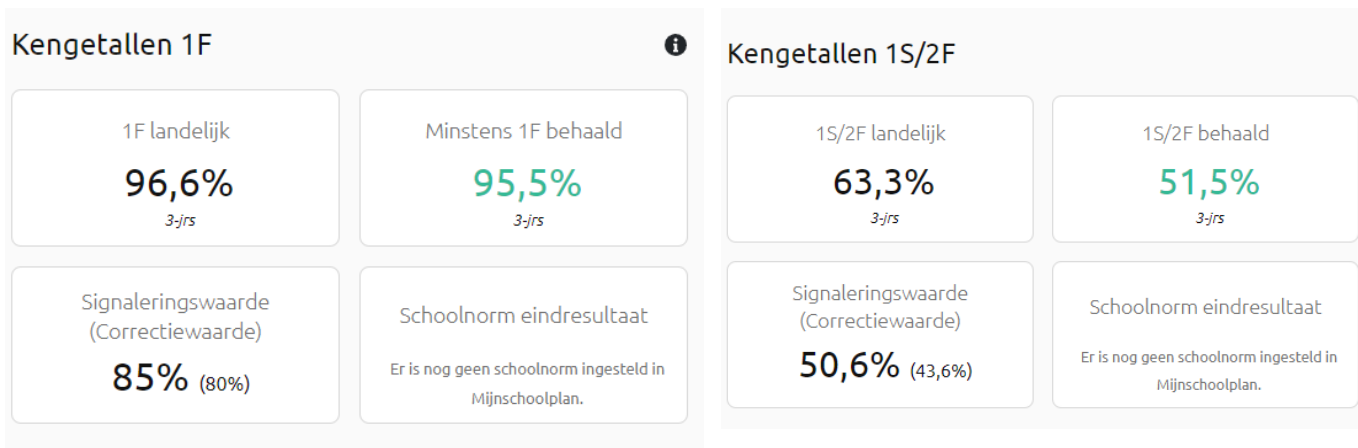 Kengetallen 1F
1F landelijk
96,6%
3-jrs
Minstens 1F behaald
95,5%
3-jrs
Signaleringswaarde
(Correctiewaarde)
85% (80%)
Schoolnorm eindresultaat
Er is nog geen schoolnorm ingesteld in
Mijnschoolplan.
Kengetallen 1S/2F
1S/2F landelijk
63,3%
3-jrs
1S/2F behaald
51,5%
3-jrs
Signaleringswaarde
(Correctiewaarde)
50,6% (43,6%)
Schoolnorm eindresultaat
Er is nog geen schoolnorm ingesteld in
Mijnschoolplan.